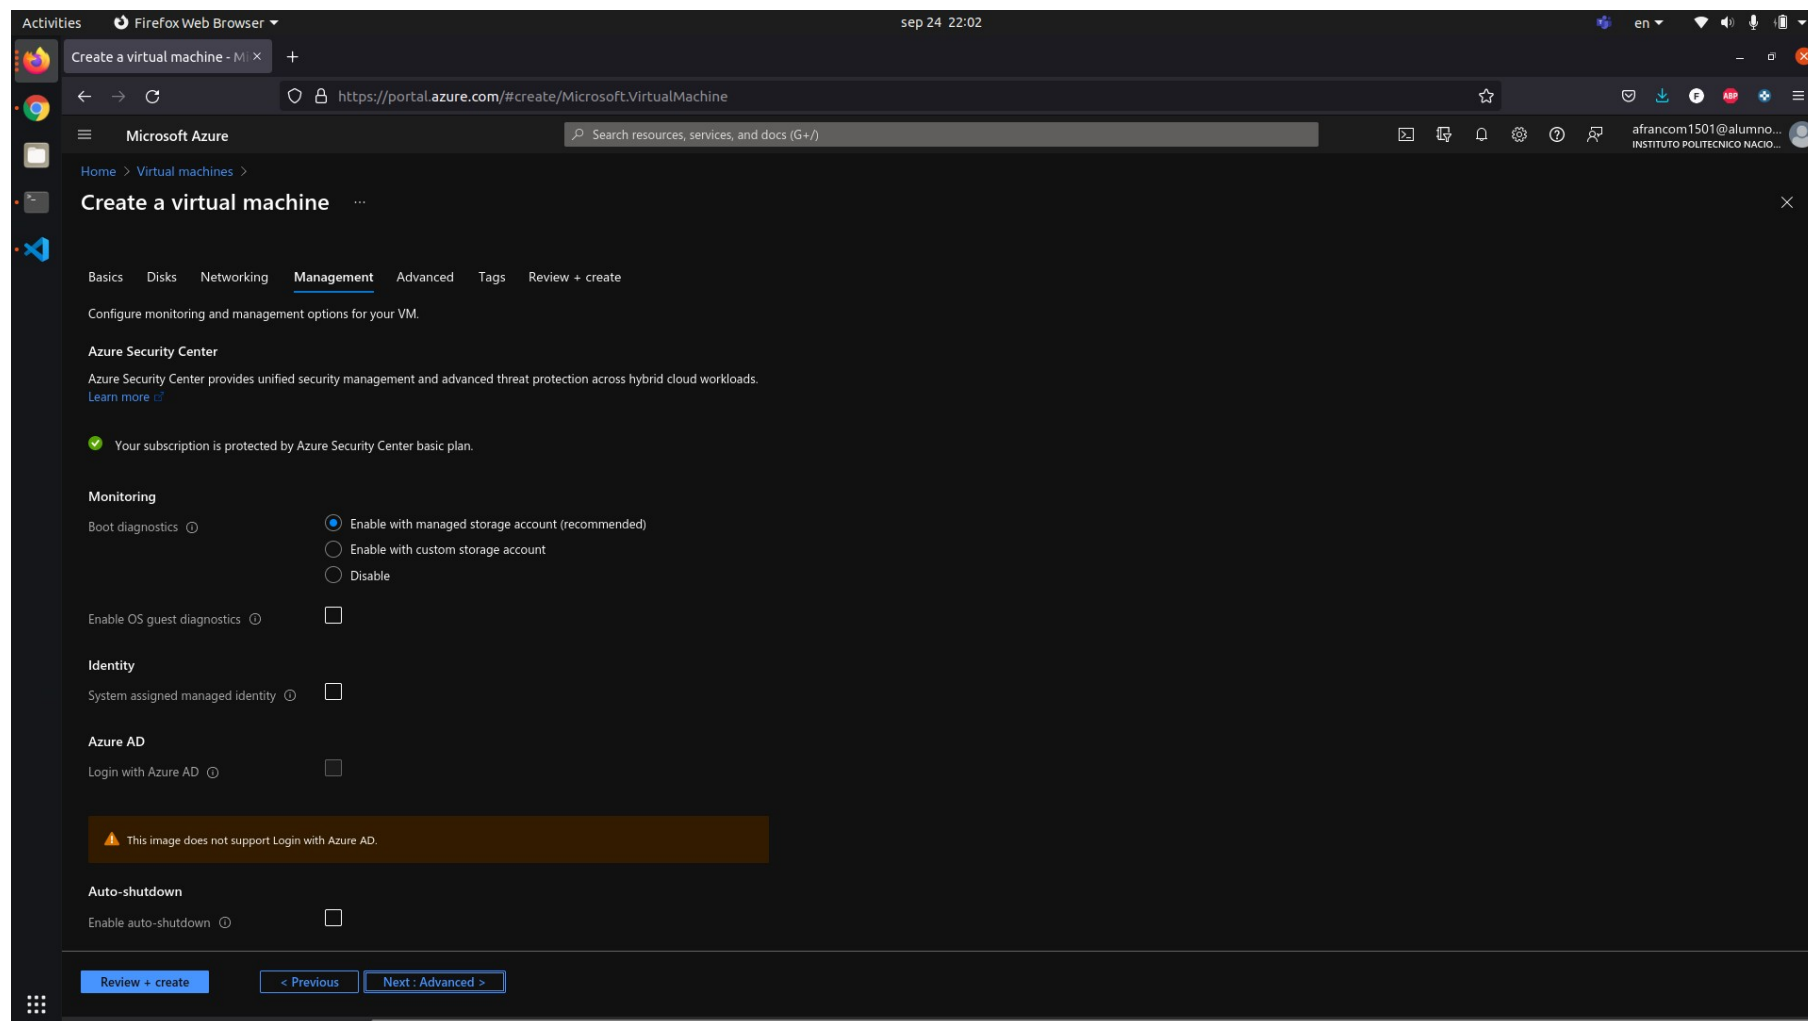 Activities Firefox Web Browser sep 24 22:02 en
Create a virtual machine - Mi
https://portal.azure.com/#create/Microsoft.VirtualMachine F ABP
Microsoft Azure Search resources, services, and docs (G+/) afrancom1501@alumno...
INSTITUTO POLITECNICO NACIO...
Home > Virtual machines >
Create a virtual machine ...
Basics Disks Networking Management Advanced Tags Review + create
Configure monitoring and management options for your VM.
Azure Security Center
Azure Security Center provides unified security management and advanced threat protection across hybrid cloud workloads.
Learn more
Your subscription is protected by Azure Security Center basic plan.
Monitoring
Boot diagnostics Enable with managed storage account (recommended)
Enable with custom storage account
Disable
Enable OS guest diagnostics
Identity
System assigned managed identity
Azure AD
Login with Azure AD
This image does not support Login with Azure AD.
Auto-shutdown
Enable auto-shutdown
Review + create < Previous Next : Advanced >